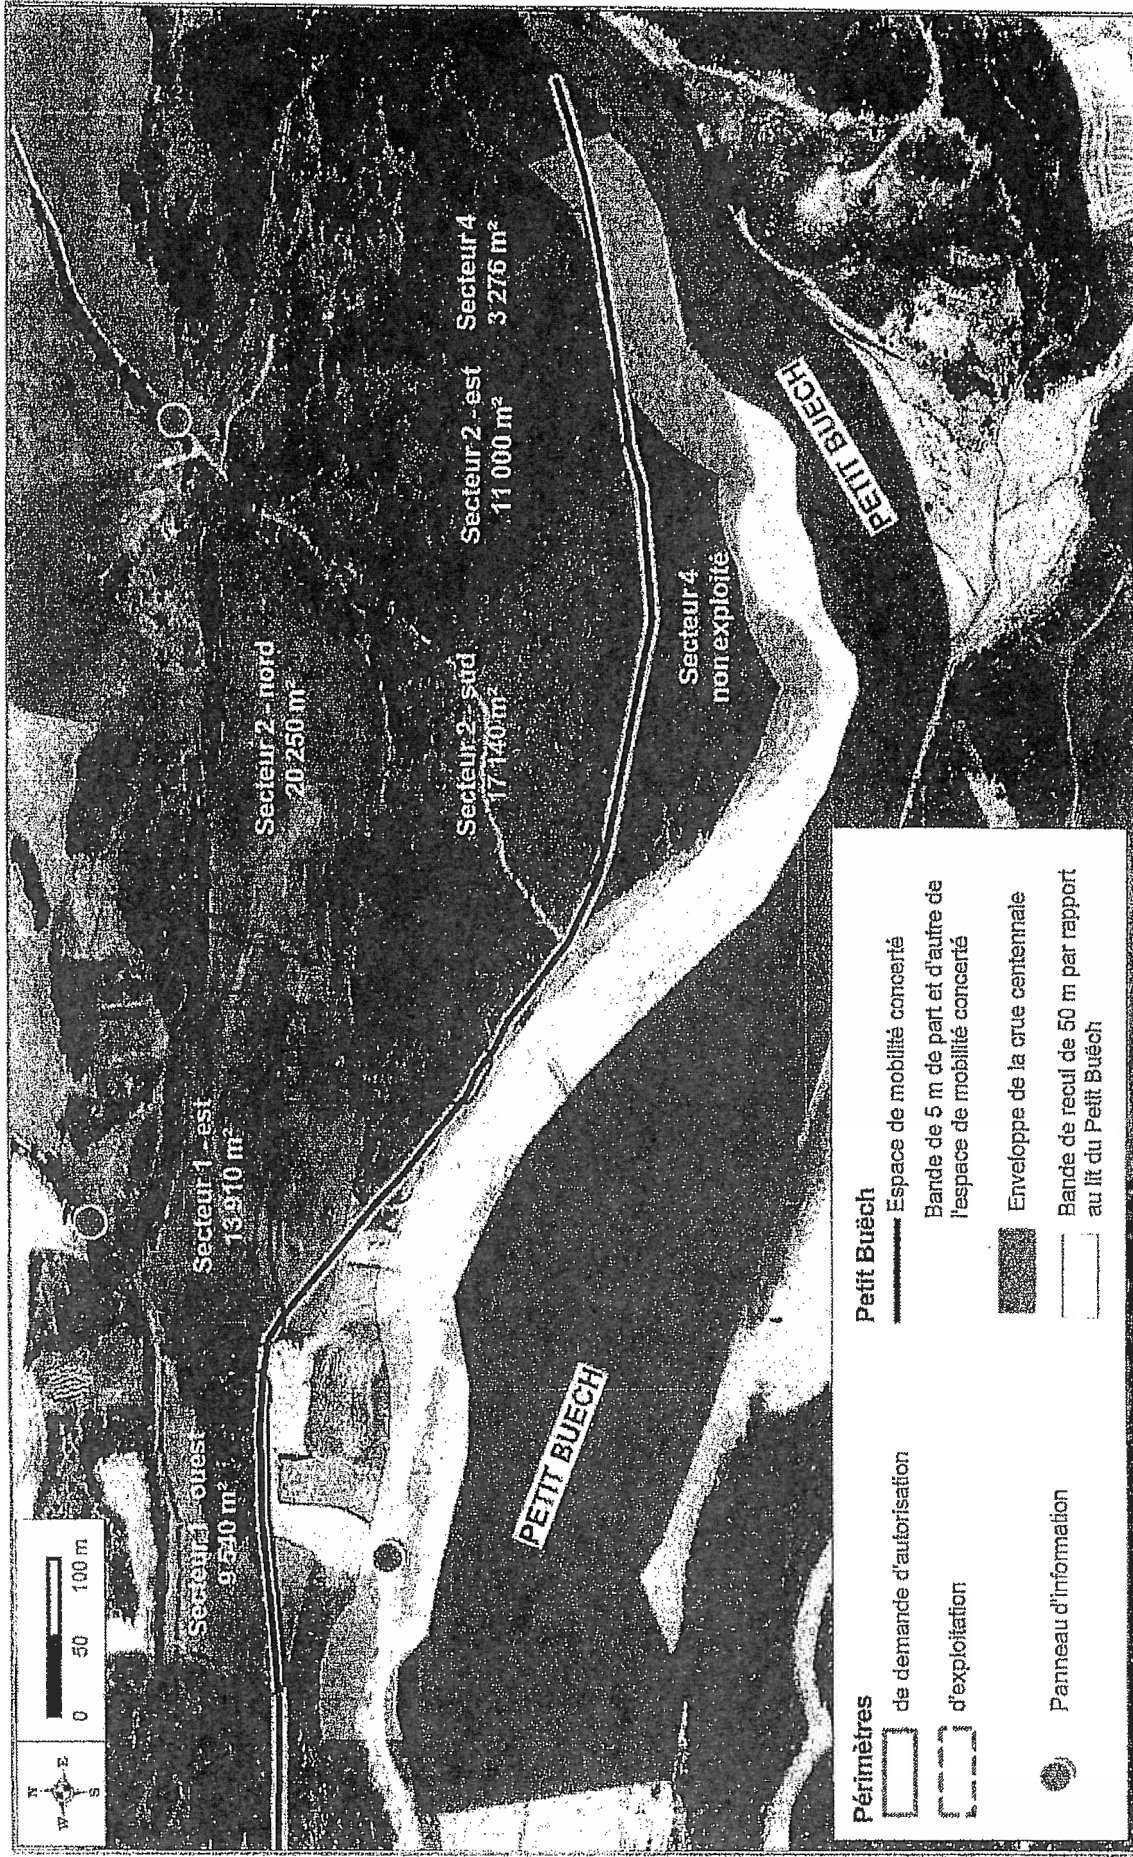 N
W E
S
0 50 100 m
Secteur 1 - ouest
9 540 m²
Secteur 1 - est
13 910 m²
Secteur 2 - nord
20 250 m²
Secteur 2 - sud
17 140 m²
Secteur 2 - est
11 000 m²
Secteur 4
3 276 m²
Secteur 4
non exploité
PETIT BUECH
PETIT BUECH
Périmètres
de demande d'autorisation
d'exploitation
Panneau d'information
Petit Buëch
Espace de mobilité concerté
Bande de 5 m de part et d'autre de
l'espace de mobilité concerté
Enveloppe de la crue centennale
Bande de recul de 50 m par rapport
au lit du Petit Buëch